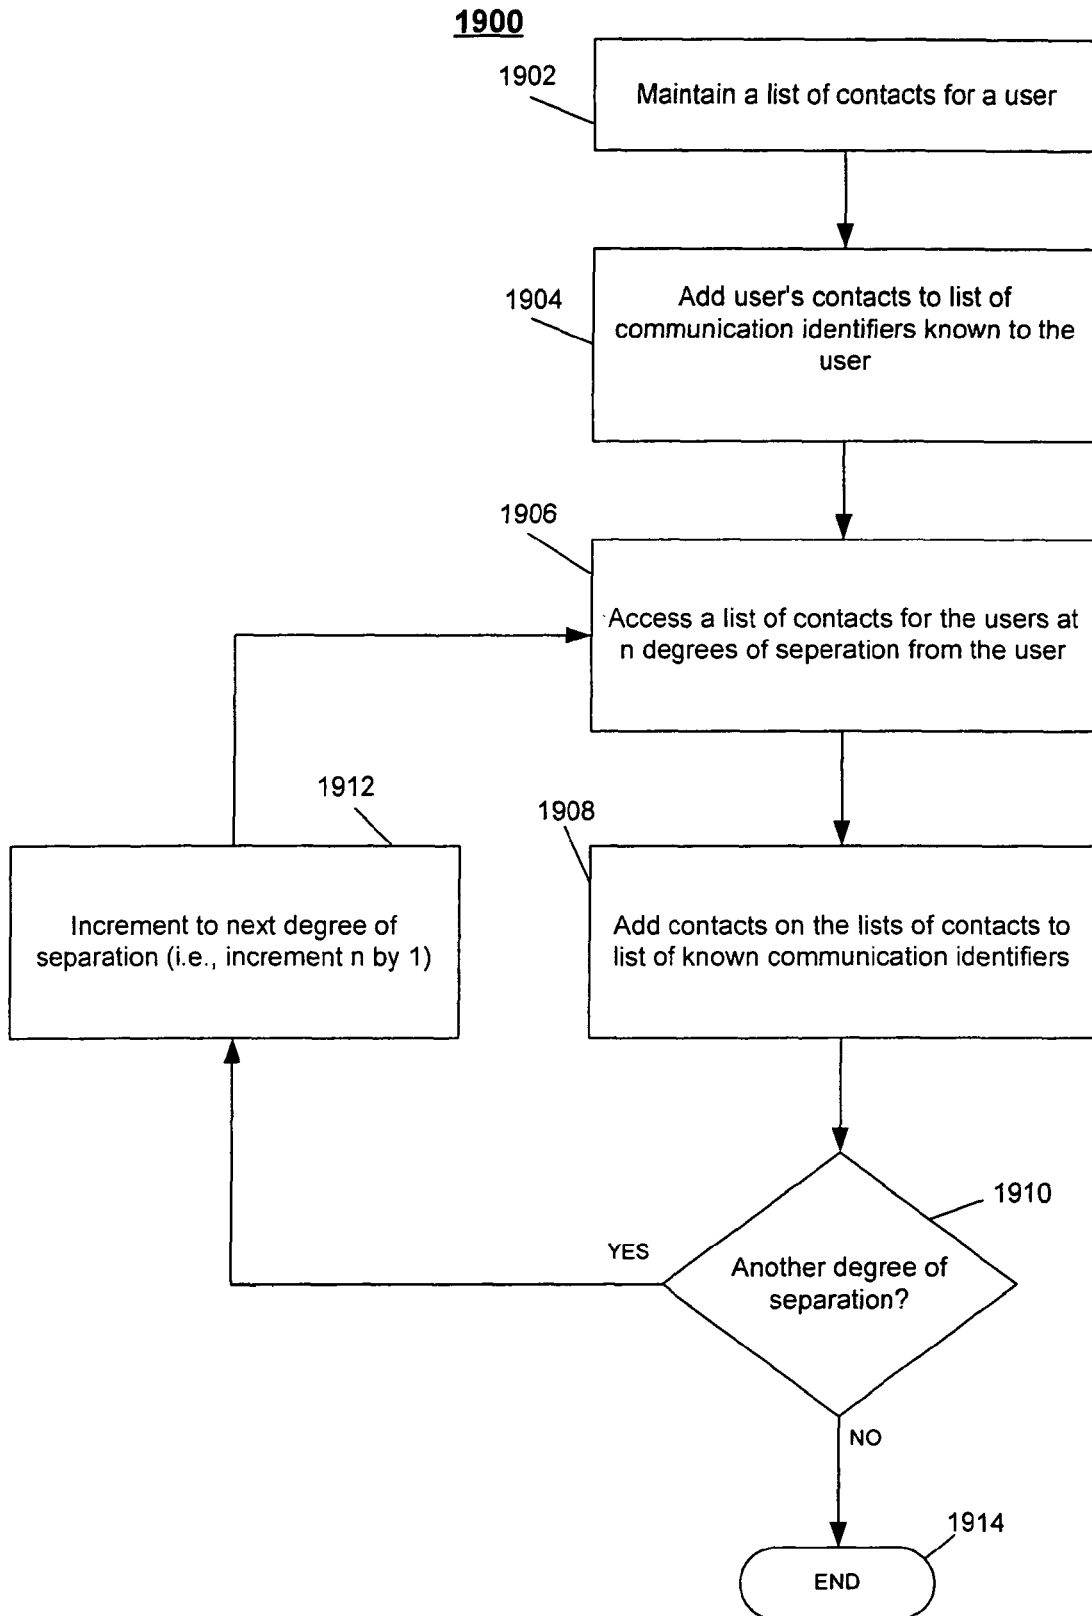 1900
1902
Maintain a list of contacts for a user
1904
Add user's contacts to list of
communication identifiers known to the
user
1906
Access a list of contacts for the users at
n degrees of seperation from the user
1912
Increment to next degree of
separation (i.e., increment n by 1)
1908
Add contacts on the lists of contacts to
list of known communication identifiers
1910
YES
Another degree of
separation?
NO
1914
END